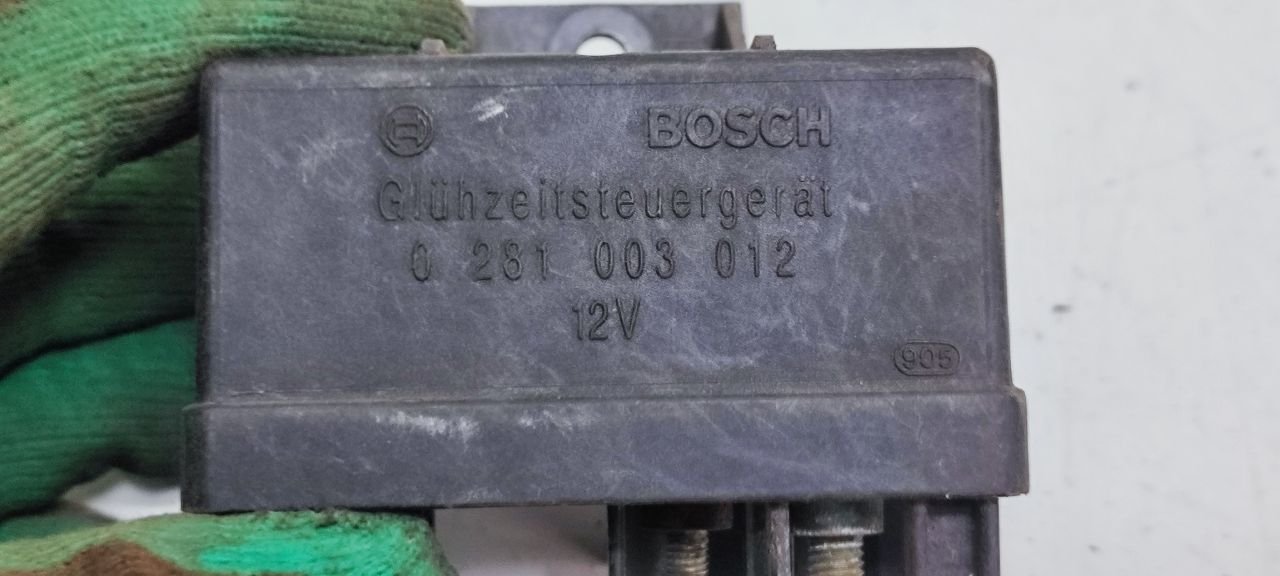 BOSCH
Glühzeitsteuergerät
0 281 003 012
12V
905